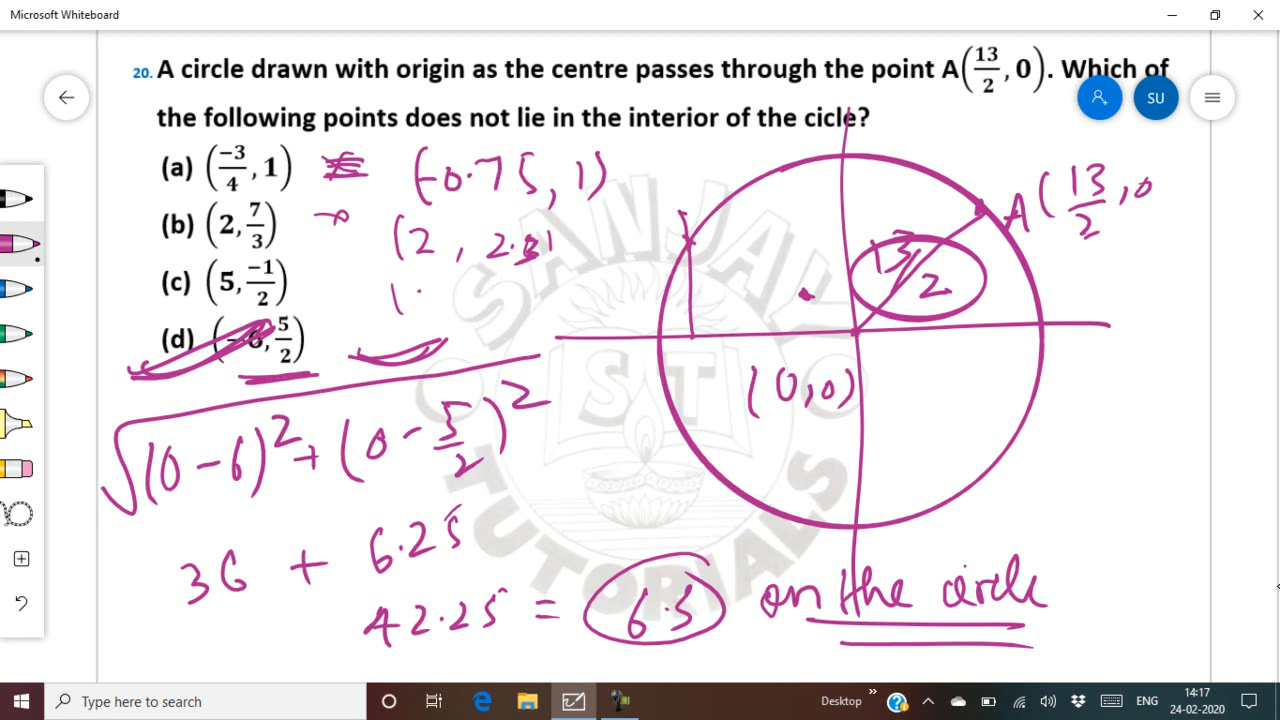 Microsoft Whiteboard
20. A circle drawn with origin as the centre passes through the point A(13/2, 0). Which of
the following points does not lie in the interior of the cicle?
(a) (-3/4, 1) (-0.75, 1)
(b) (2, 7/3) (2, 2.3)
(c) (5, -1/2)
(d) (-6, 5/2)
A(13/2, 0
13/2
(0,0)
√(0-6)² + (0-5/2)²
36 + 6.25
42.25 = 6.5 on the circle
SANJAY
ST
TUTORIALS
SU
Type here to search
Desktop
ENG
14:17
24-02-2020